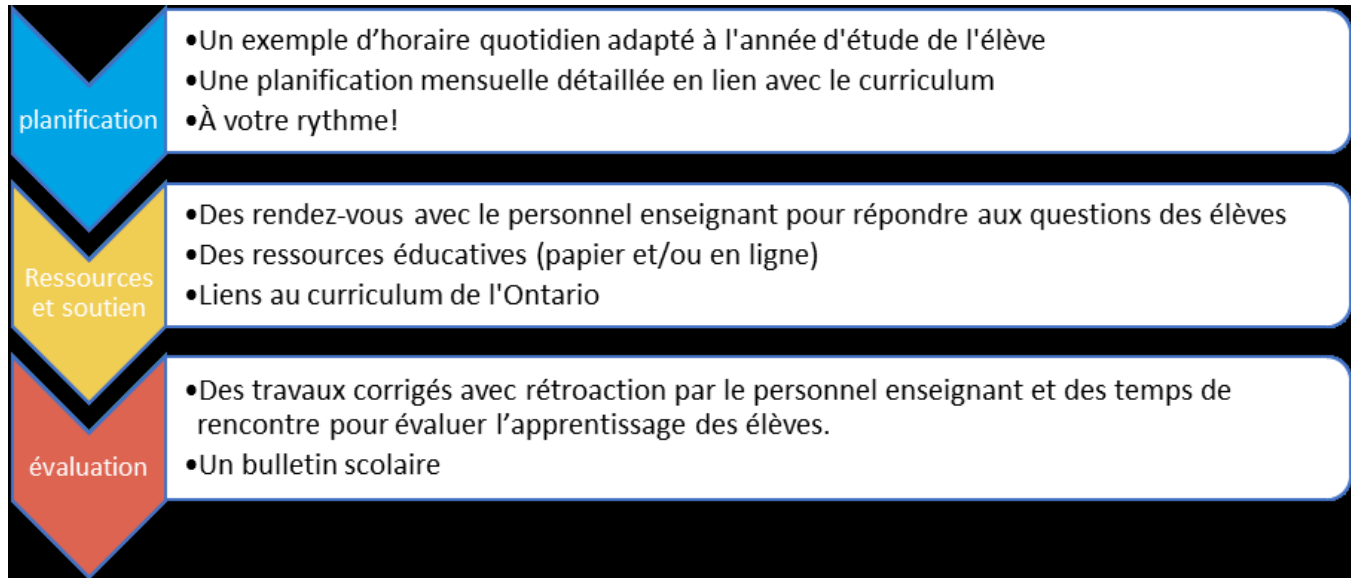 planification
•Un exemple d’horaire quotidien adapté à l'année d'étude de l'élève
•Une planification mensuelle détaillée en lien avec le curriculum
•À votre rythme!
Ressources
et soutien
•Des rendez-vous avec le personnel enseignant pour répondre aux questions des élèves
•Des ressources éducatives (papier et/ou en ligne)
•Liens au curriculum de l'Ontario
évaluation
•Des travaux corrigés avec rétroaction par le personnel enseignant et des temps de
rencontre pour évaluer l’apprentissage des élèves.
•Un bulletin scolaire